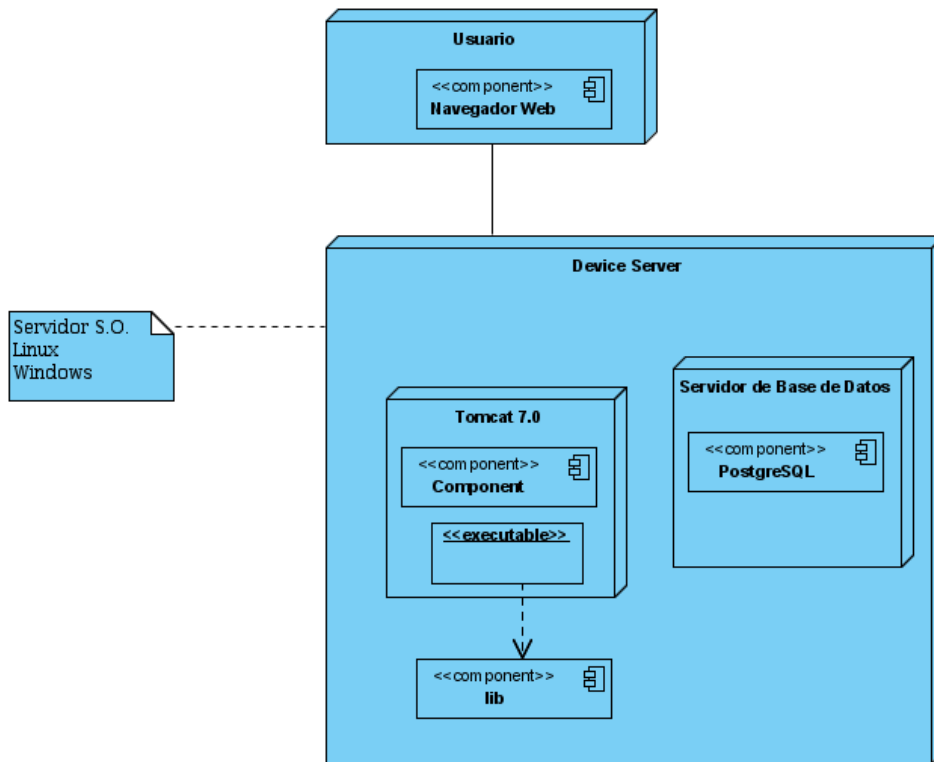 Usuario
<<component>>
Navegador Web
Device Server
Servidor S.O.
Linux
Windows
Servidor de Base de Datos
<<component>>
PostgreSQL
Tomcat 7.0
<<component>>
Component
<<executable>>
<<component>>
lib